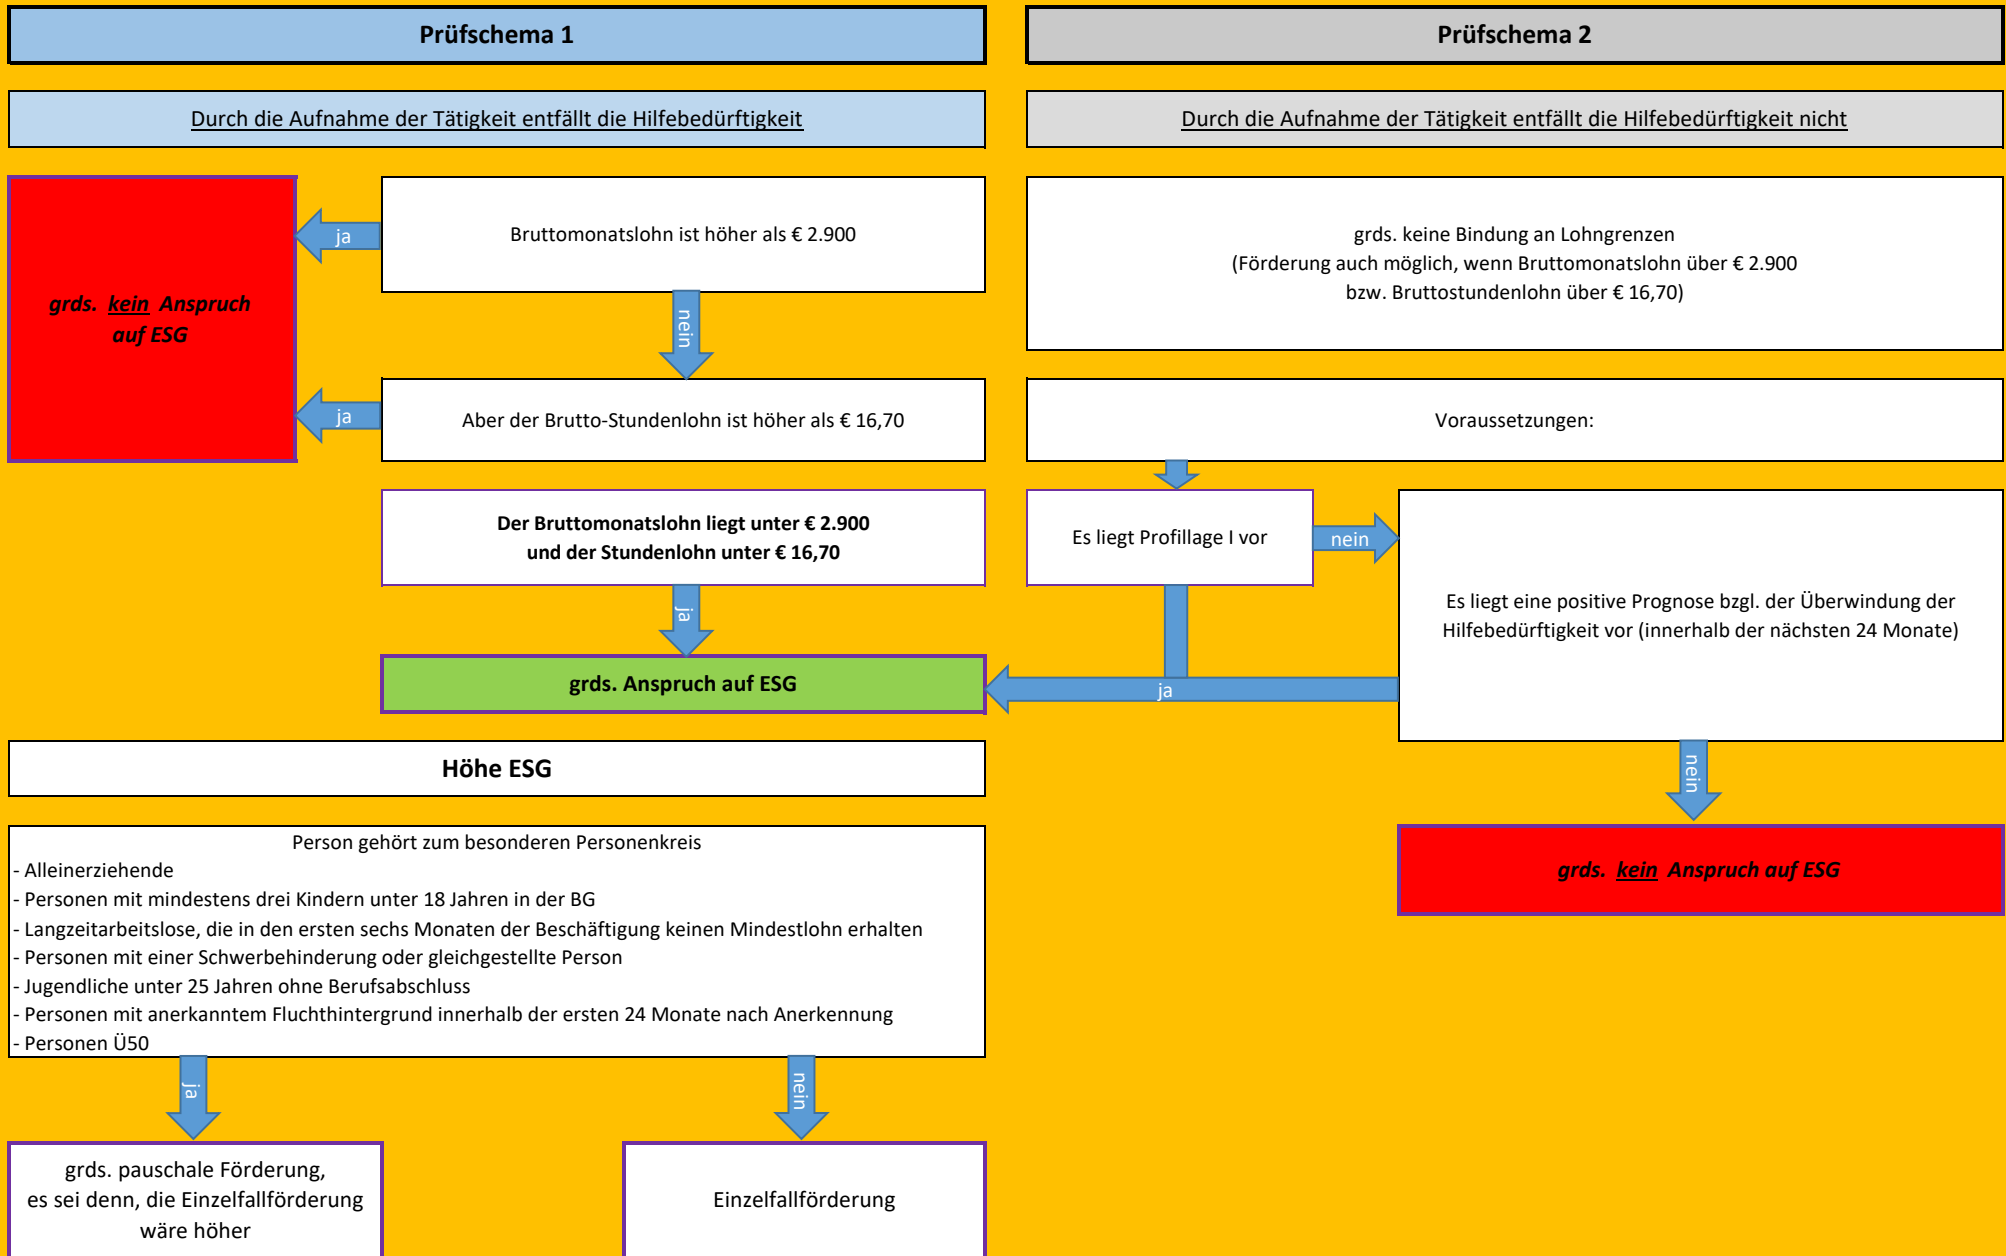 Prüfschema 1
Durch die Aufnahme der Tätigkeit entfällt die Hilfebedürftigkeit
grds. kein Anspruch
auf ESG
ja
Bruttomonatslohn ist höher als € 2.900
nein
ja
Aber der Brutto-Stundenlohn ist höher als € 16,70
Der Bruttomonatslohn liegt unter € 2.900
und der Stundenlohn unter € 16,70
ja
grds. Anspruch auf ESG
Prüfschema 2
Durch die Aufnahme der Tätigkeit entfällt die Hilfebedürftigkeit nicht
grds. keine Bindung an Lohngrenzen
(Förderung auch möglich, wenn Bruttomonatslohn über € 2.900
bzw. Bruttostundenlohn über € 16,70)
Voraussetzungen:
Es liegt Profillage I vor
nein
Es liegt eine positive Prognose bzgl. der Überwindung der
Hilfebedürftigkeit vor (innerhalb der nächsten 24 Monate)
ja
nein
grds. kein Anspruch auf ESG
Höhe ESG
Person gehört zum besonderen Personenkreis
- Alleinerziehende
- Personen mit mindestens drei Kindern unter 18 Jahren in der BG
- Langzeitarbeitslose, die in den ersten sechs Monaten der Beschäftigung keinen Mindestlohn erhalten
- Personen mit einer Schwerbehinderung oder gleichgestellte Person
- Jugendliche unter 25 Jahren ohne Berufsabschluss
- Personen mit anerkanntem Fluchthintergrund innerhalb der ersten 24 Monate nach Anerkennung
- Personen Ü50
ja
nein
grds. pauschale Förderung,
es sei denn, die Einzelfallförderung
wäre höher
Einzelfallförderung